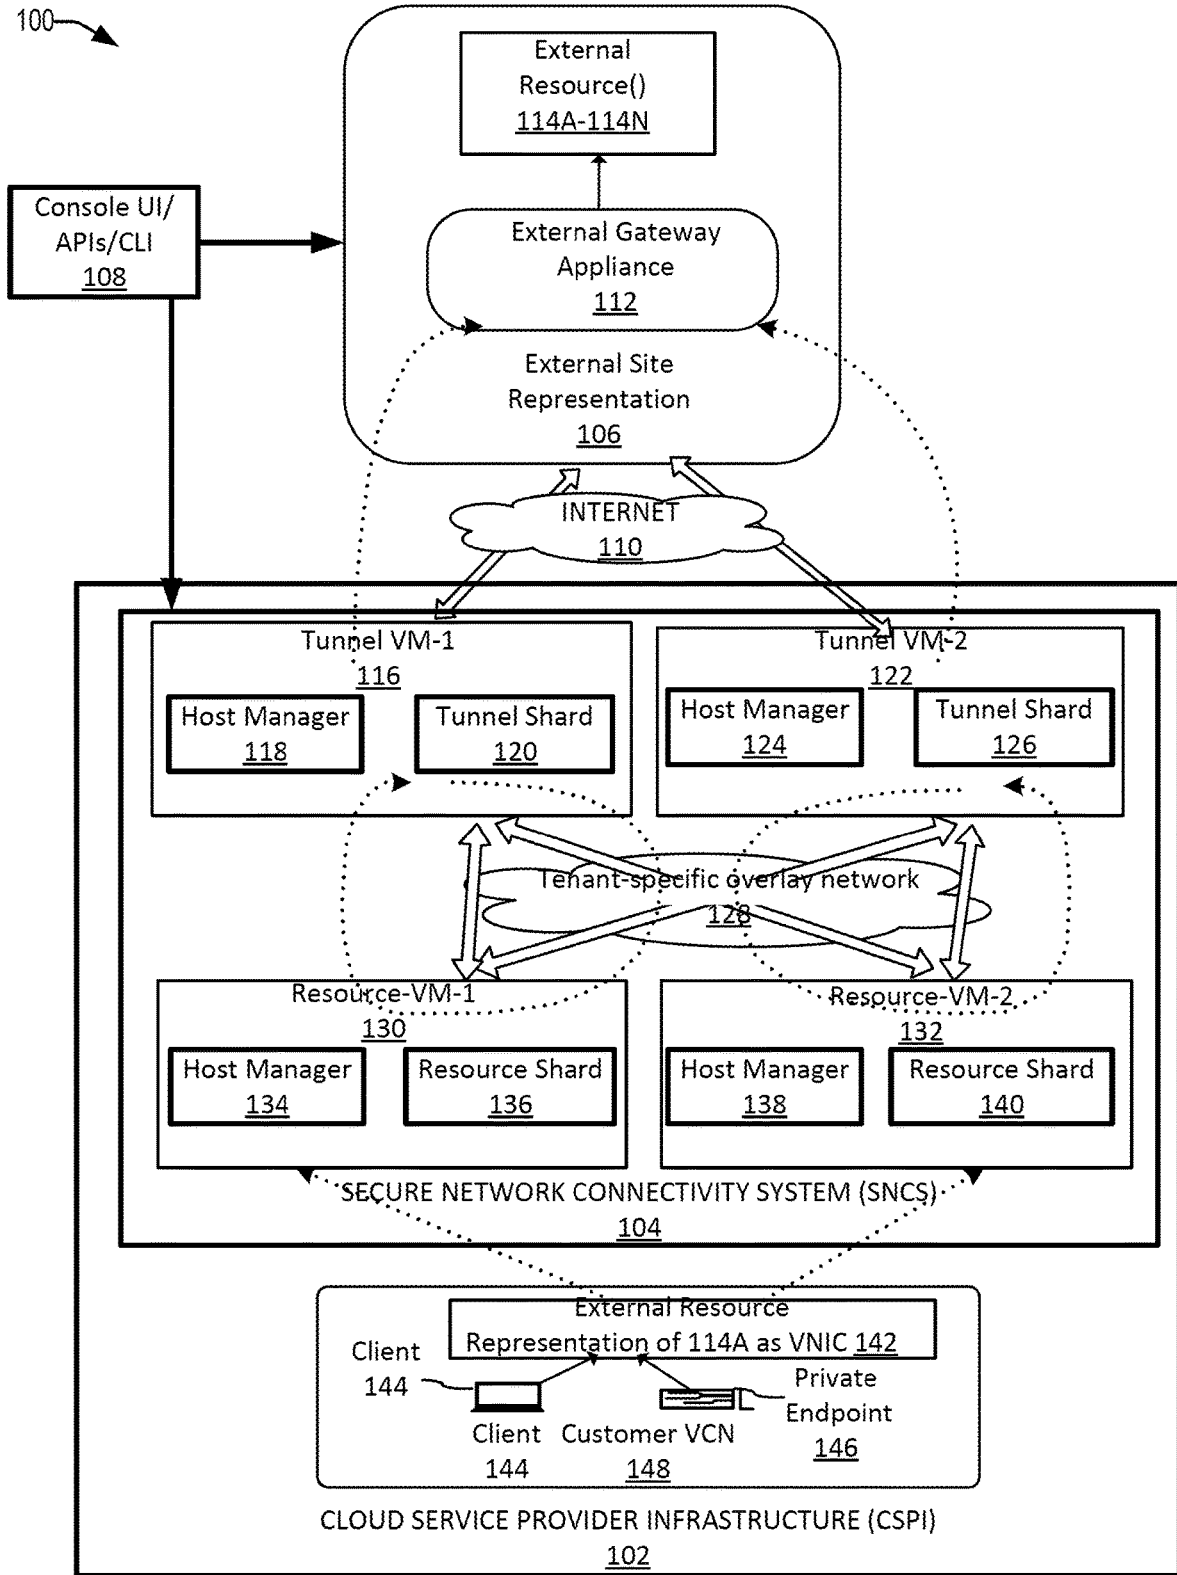 100
External
Resource()
114A-114N
Console UI/
APIs/CLI
108
External Gateway
Appliance
112
External Site
Representation
106
INTERNET
110
Tunnel VM-1
116
Host Manager
118
Tunnel Shard
120
Tunnel VM-2
122
Host Manager
124
Tunnel Shard
126
Tenant-specific overlay network
128
Resource-VM-1
130
Host Manager
134
Resource Shard
136
Resource-VM-2
132
Host Manager
138
Resource Shard
140
SECURE NETWORK CONNECTIVITY SYSTEM (SNCS)
104
External Resource
Representation of 114A as VNIC 142
Client
144
Client
144
Customer VCN
148
Private
Endpoint
146
CLOUD SERVICE PROVIDER INFRASTRUCTURE (CSPI)
102